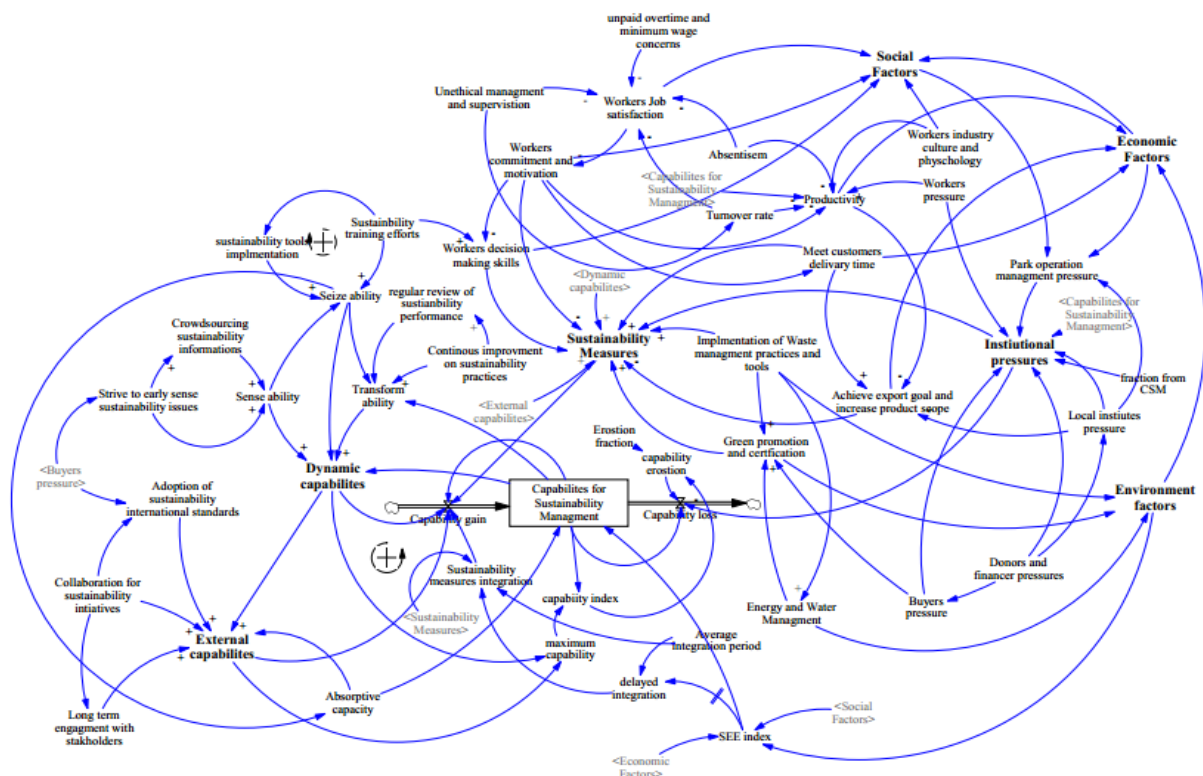 unpaid overtime and
minimum wage
concerns
Social
Factors
Unethical managment
and supervistion
Workers Job
satisfaction
Workers industry
culture and
physchology
Economic
Factors
Workers
commitment and
motivation
Absentisem
<Capabilites for
Sustainability
Managment>
Productivity
Workers
pressure
Turnover rate
Sustainbility
training efforts
sustainability tools
implmentation
Workers decision
making skills
Meet customers
delivary time
Park operation
managment pressure
<Dynamic
capabilites>
Seize ability
regular review of
sustianbility
performance
<Capabilites for
Sustainability
Managment>
Crowdsourcing
sustainability
informations
Sustainability
Measures
Implmentation of Waste
managment practices and
tools
Instiutional
pressures
Continous improvment
on sustainability
practices
fraction from
CSM
Strive to early sense
sustainability issues
Sense ability
Transform
ability
Achieve export goal and
increase product scope
Local instiutes
pressure
<External
capabilites>
Erostion
fraction
Green promotion
and certfication
capability
erostion
<Buyers
pressure>
Dynamic
capabilites
Adoption of
sustainability
international standards
Capabilites for
Sustainability
Managment
Environment
factors
Capability gain
Capability loss
Sustainability
measures integration
Donors and
financer pressures
Collaboration for
sustainability
intiatives
capabiity index
Energy and Water
Managment
Buyers
pressure
<Sustainability
Measures>
External
capabilites
maximum
capability
Average
integration period
delayed
integration
Absorptive
capacity
Long term
engagment with
stakholders
<Social
Factors>
SEE index
<Economic
Factors>